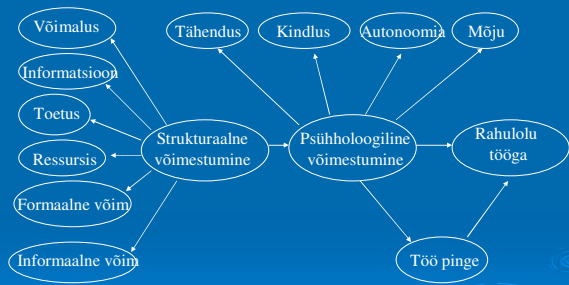 Võimalus
Tähendus
Kindlus
Autonoomia
Mõju
Informatsioon
Toetus
Ressursis
Formaalne võim
Informaalne võim
Strukturaalne
võimestumine
Psühholoogiline
võimestumine
Rahulolu
tööga
Töö pinge